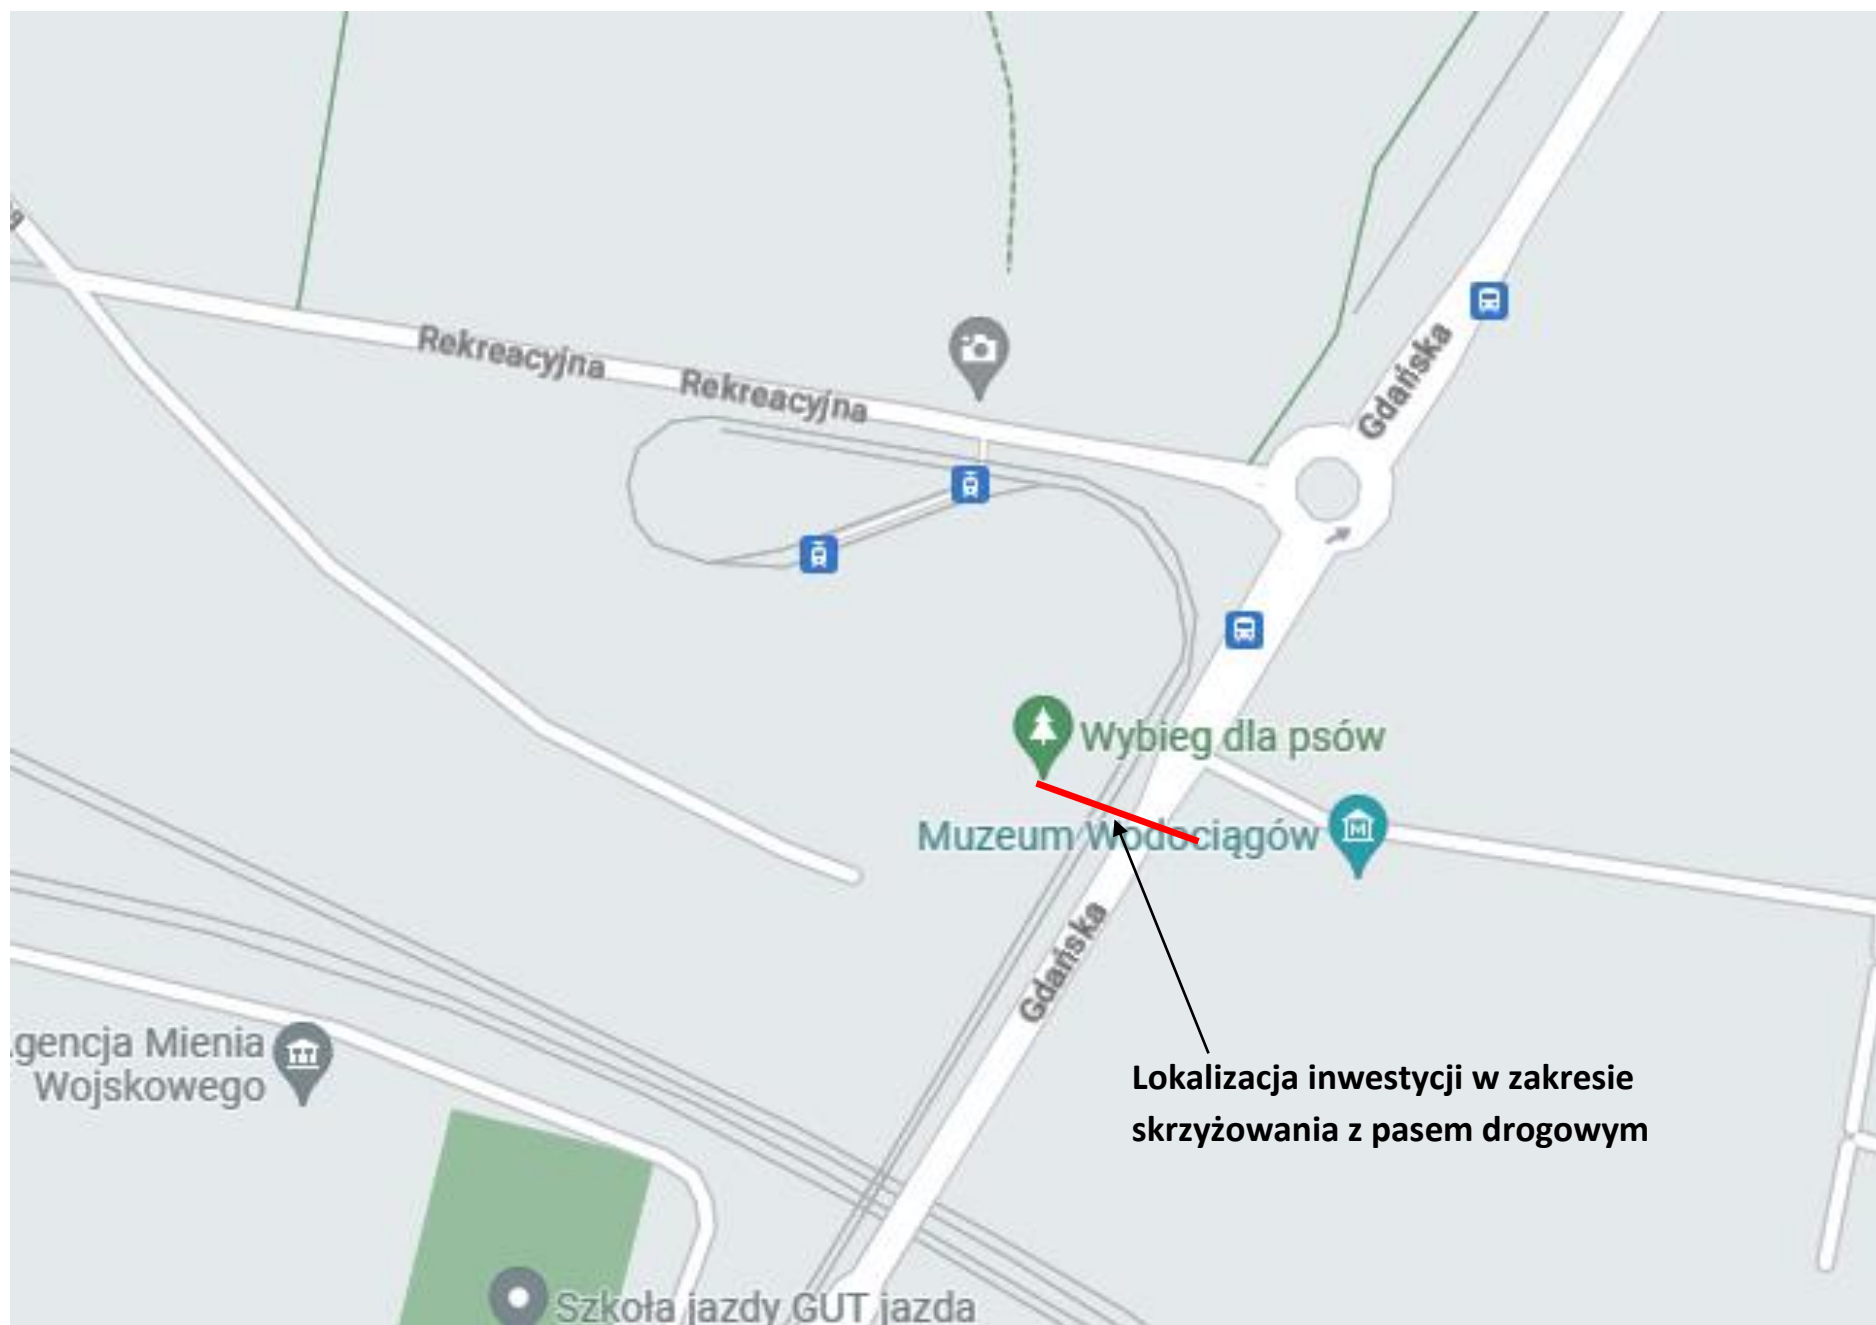 Rekreacyjna
Rekreacyjna
Gdańska
Wybieg dla psów
Muzeum Wodociągów
Gdańska
gencja Mienia
Wojskowego
Lokalizacja inwestycji w zakresie
skrzyżowania z pasem drogowym
Szkoła jazdy GUT jazda